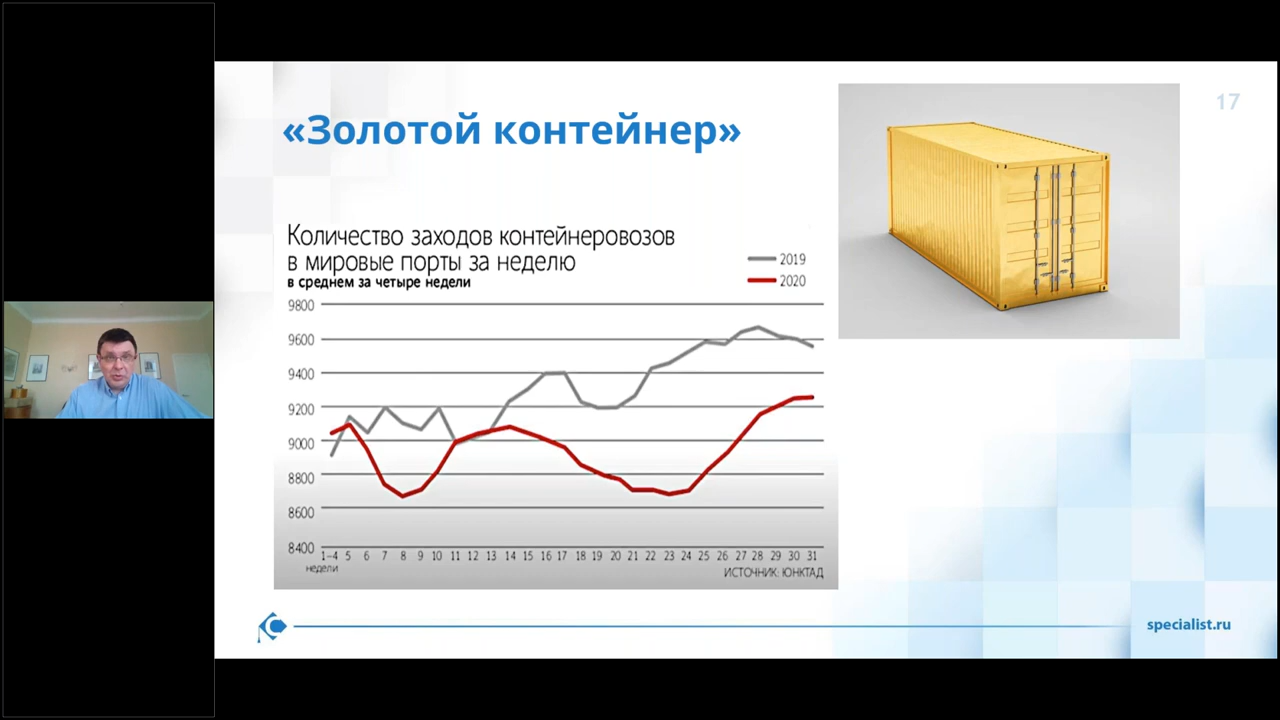 17
«Золотой контейнер»
Количество заходов контейнеровозов
в мировые порты за неделю
в среднем за четыре недели
2019
2020
9800
9600
9400
9200
9000
8800
8600
8400
1–4 5 6 7 8 9 10 11 12 13 14 15 16 17 18 19 20 21 22 23 24 25 26 27 28 29 30 31
недели
ИСТОЧНИК: ЮНКТАД
specialist.ru